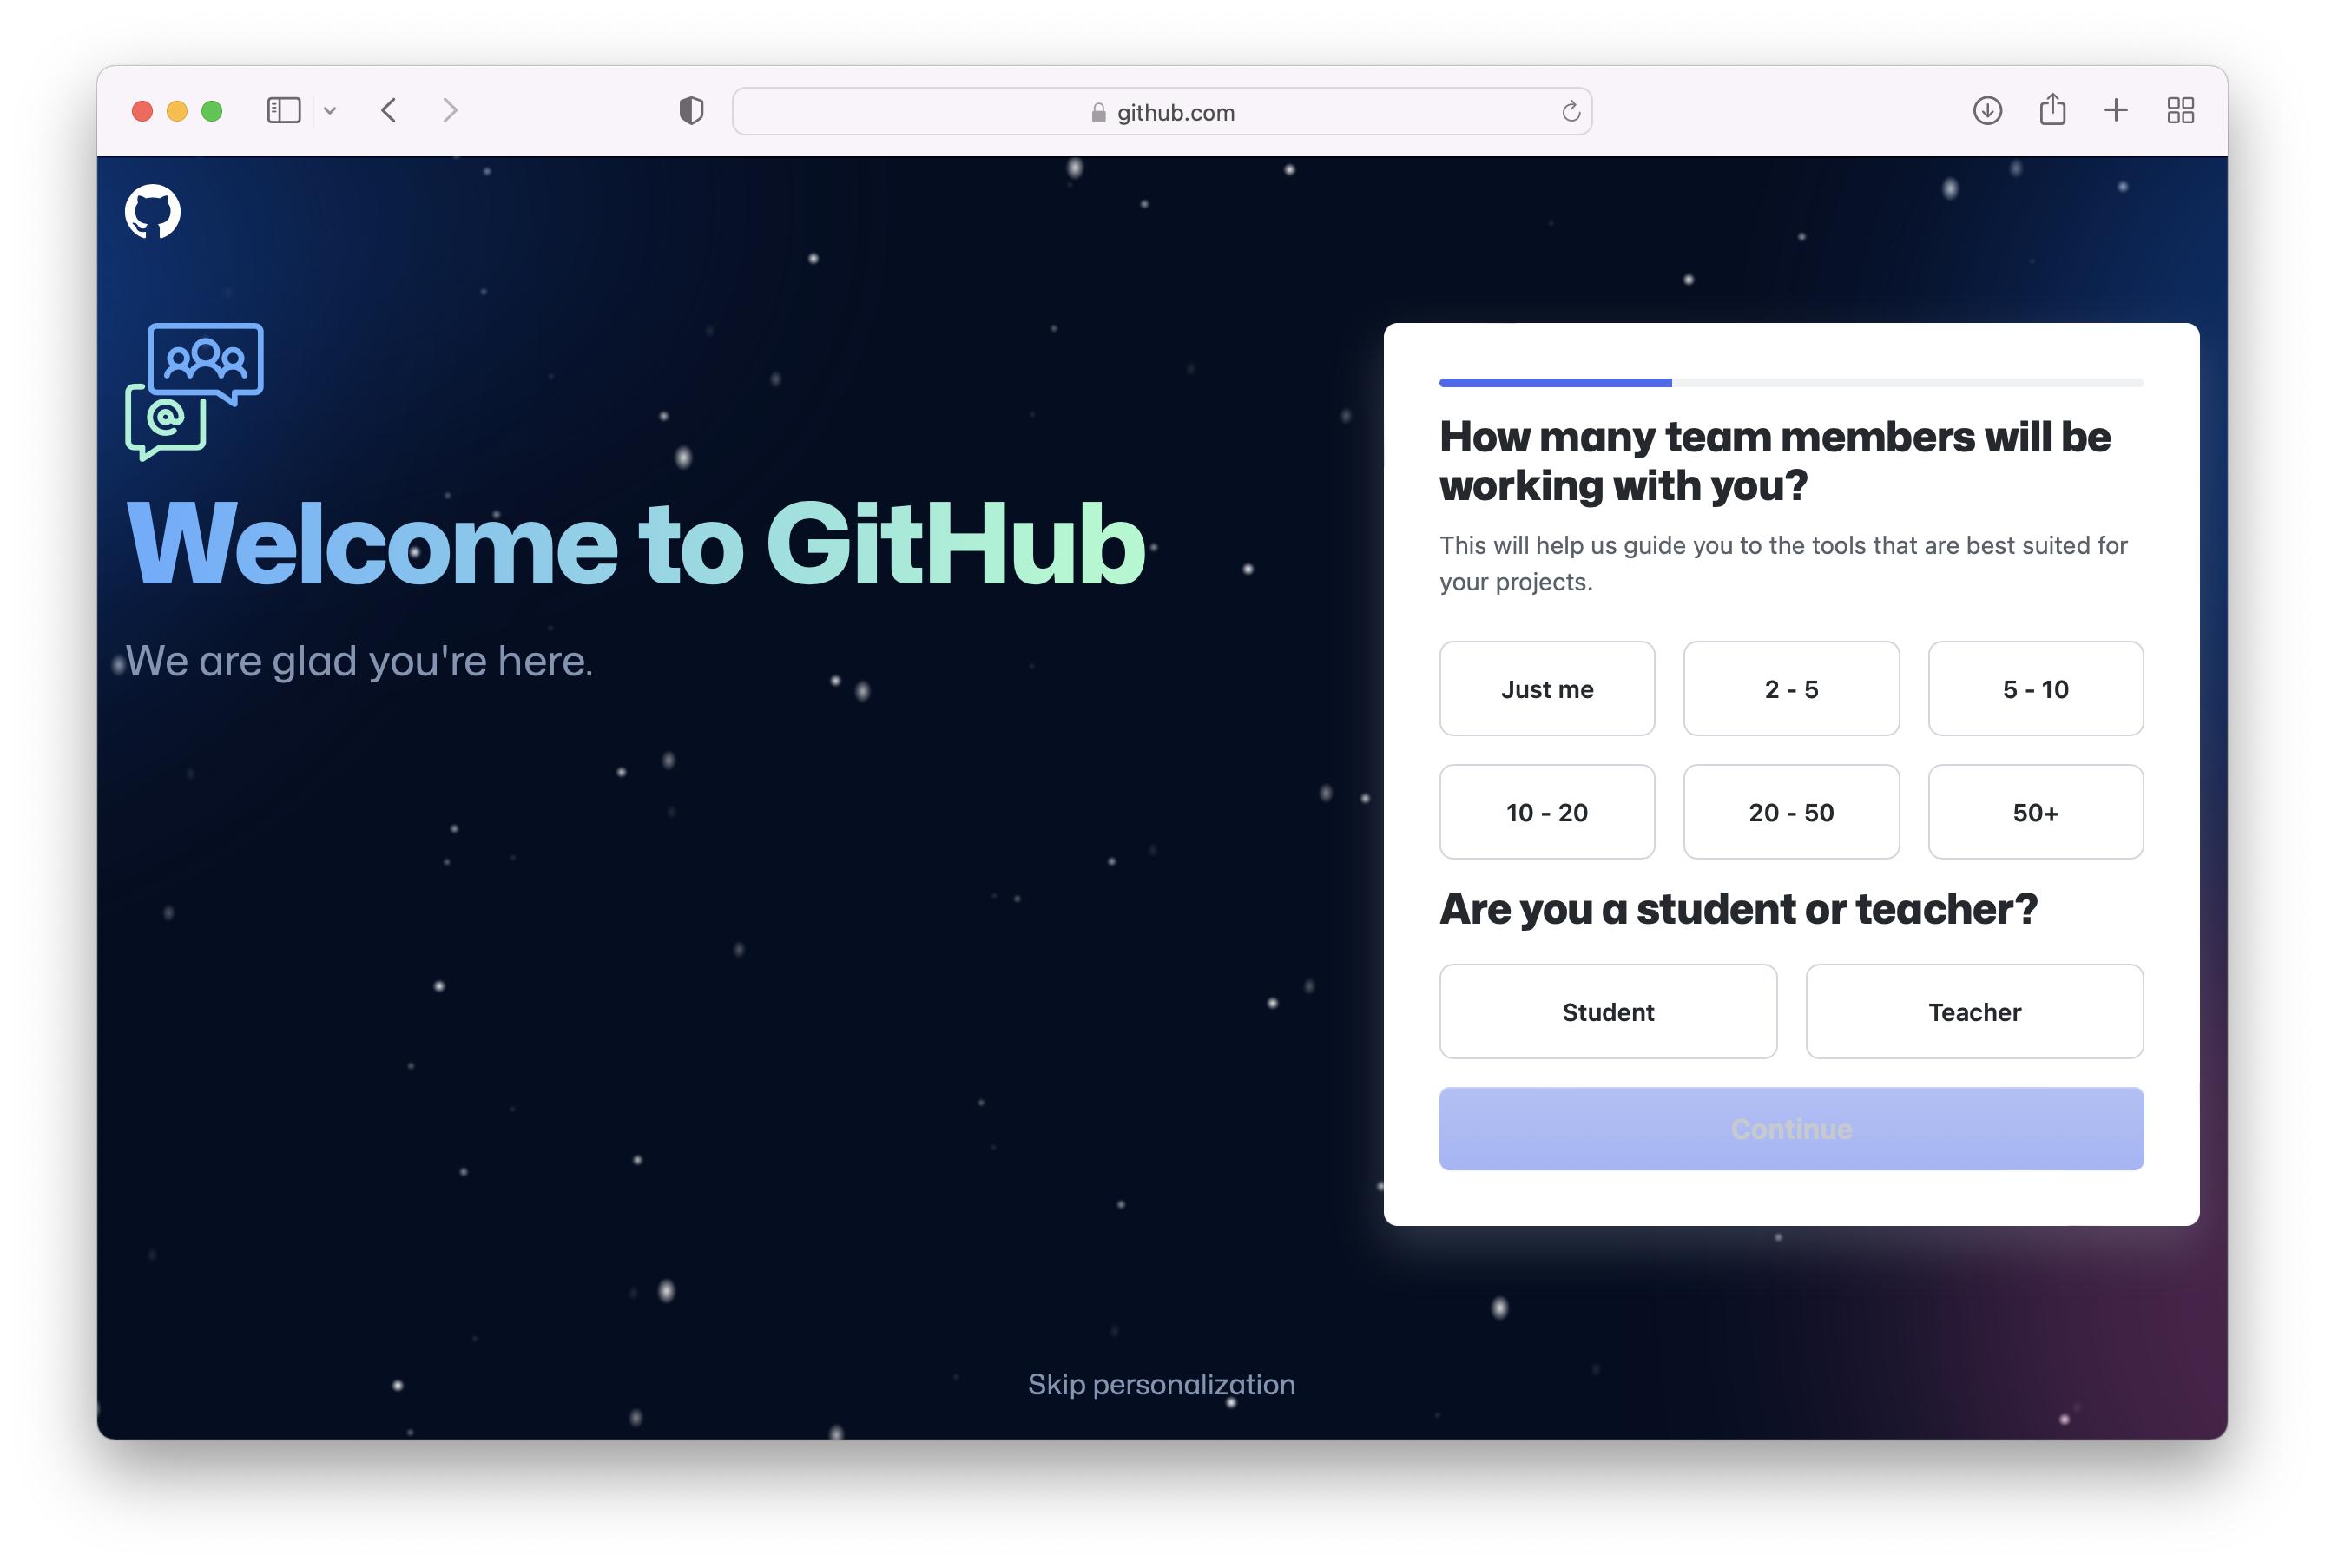 github.com
Welcome to GitHub
We are glad you're here.
How many team members will be
working with you?
This will help us guide you to the tools that are best suited for
your projects.
Just me
2 - 5
5 - 10
10 - 20
20 - 50
50+
Are you a student or teacher?
Student
Teacher
Continue
Skip personalization